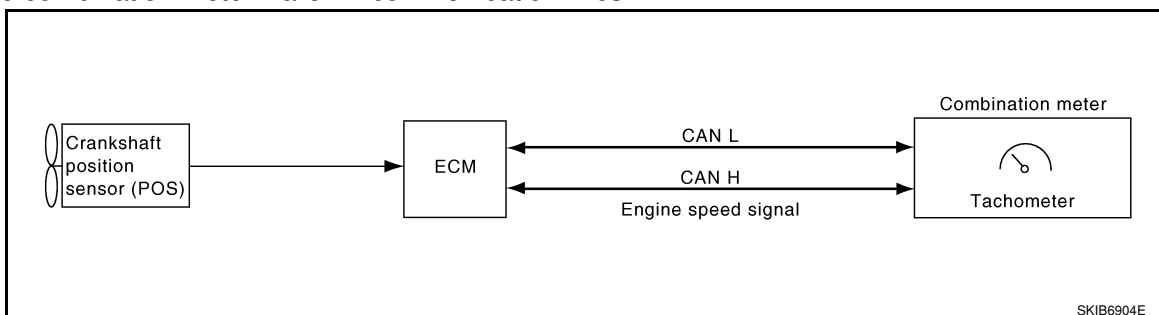 Combination meter
Crankshaft
position
sensor (POS)
ECM
CAN L
CAN H
Engine speed signal
Tachometer
SKIB6904E